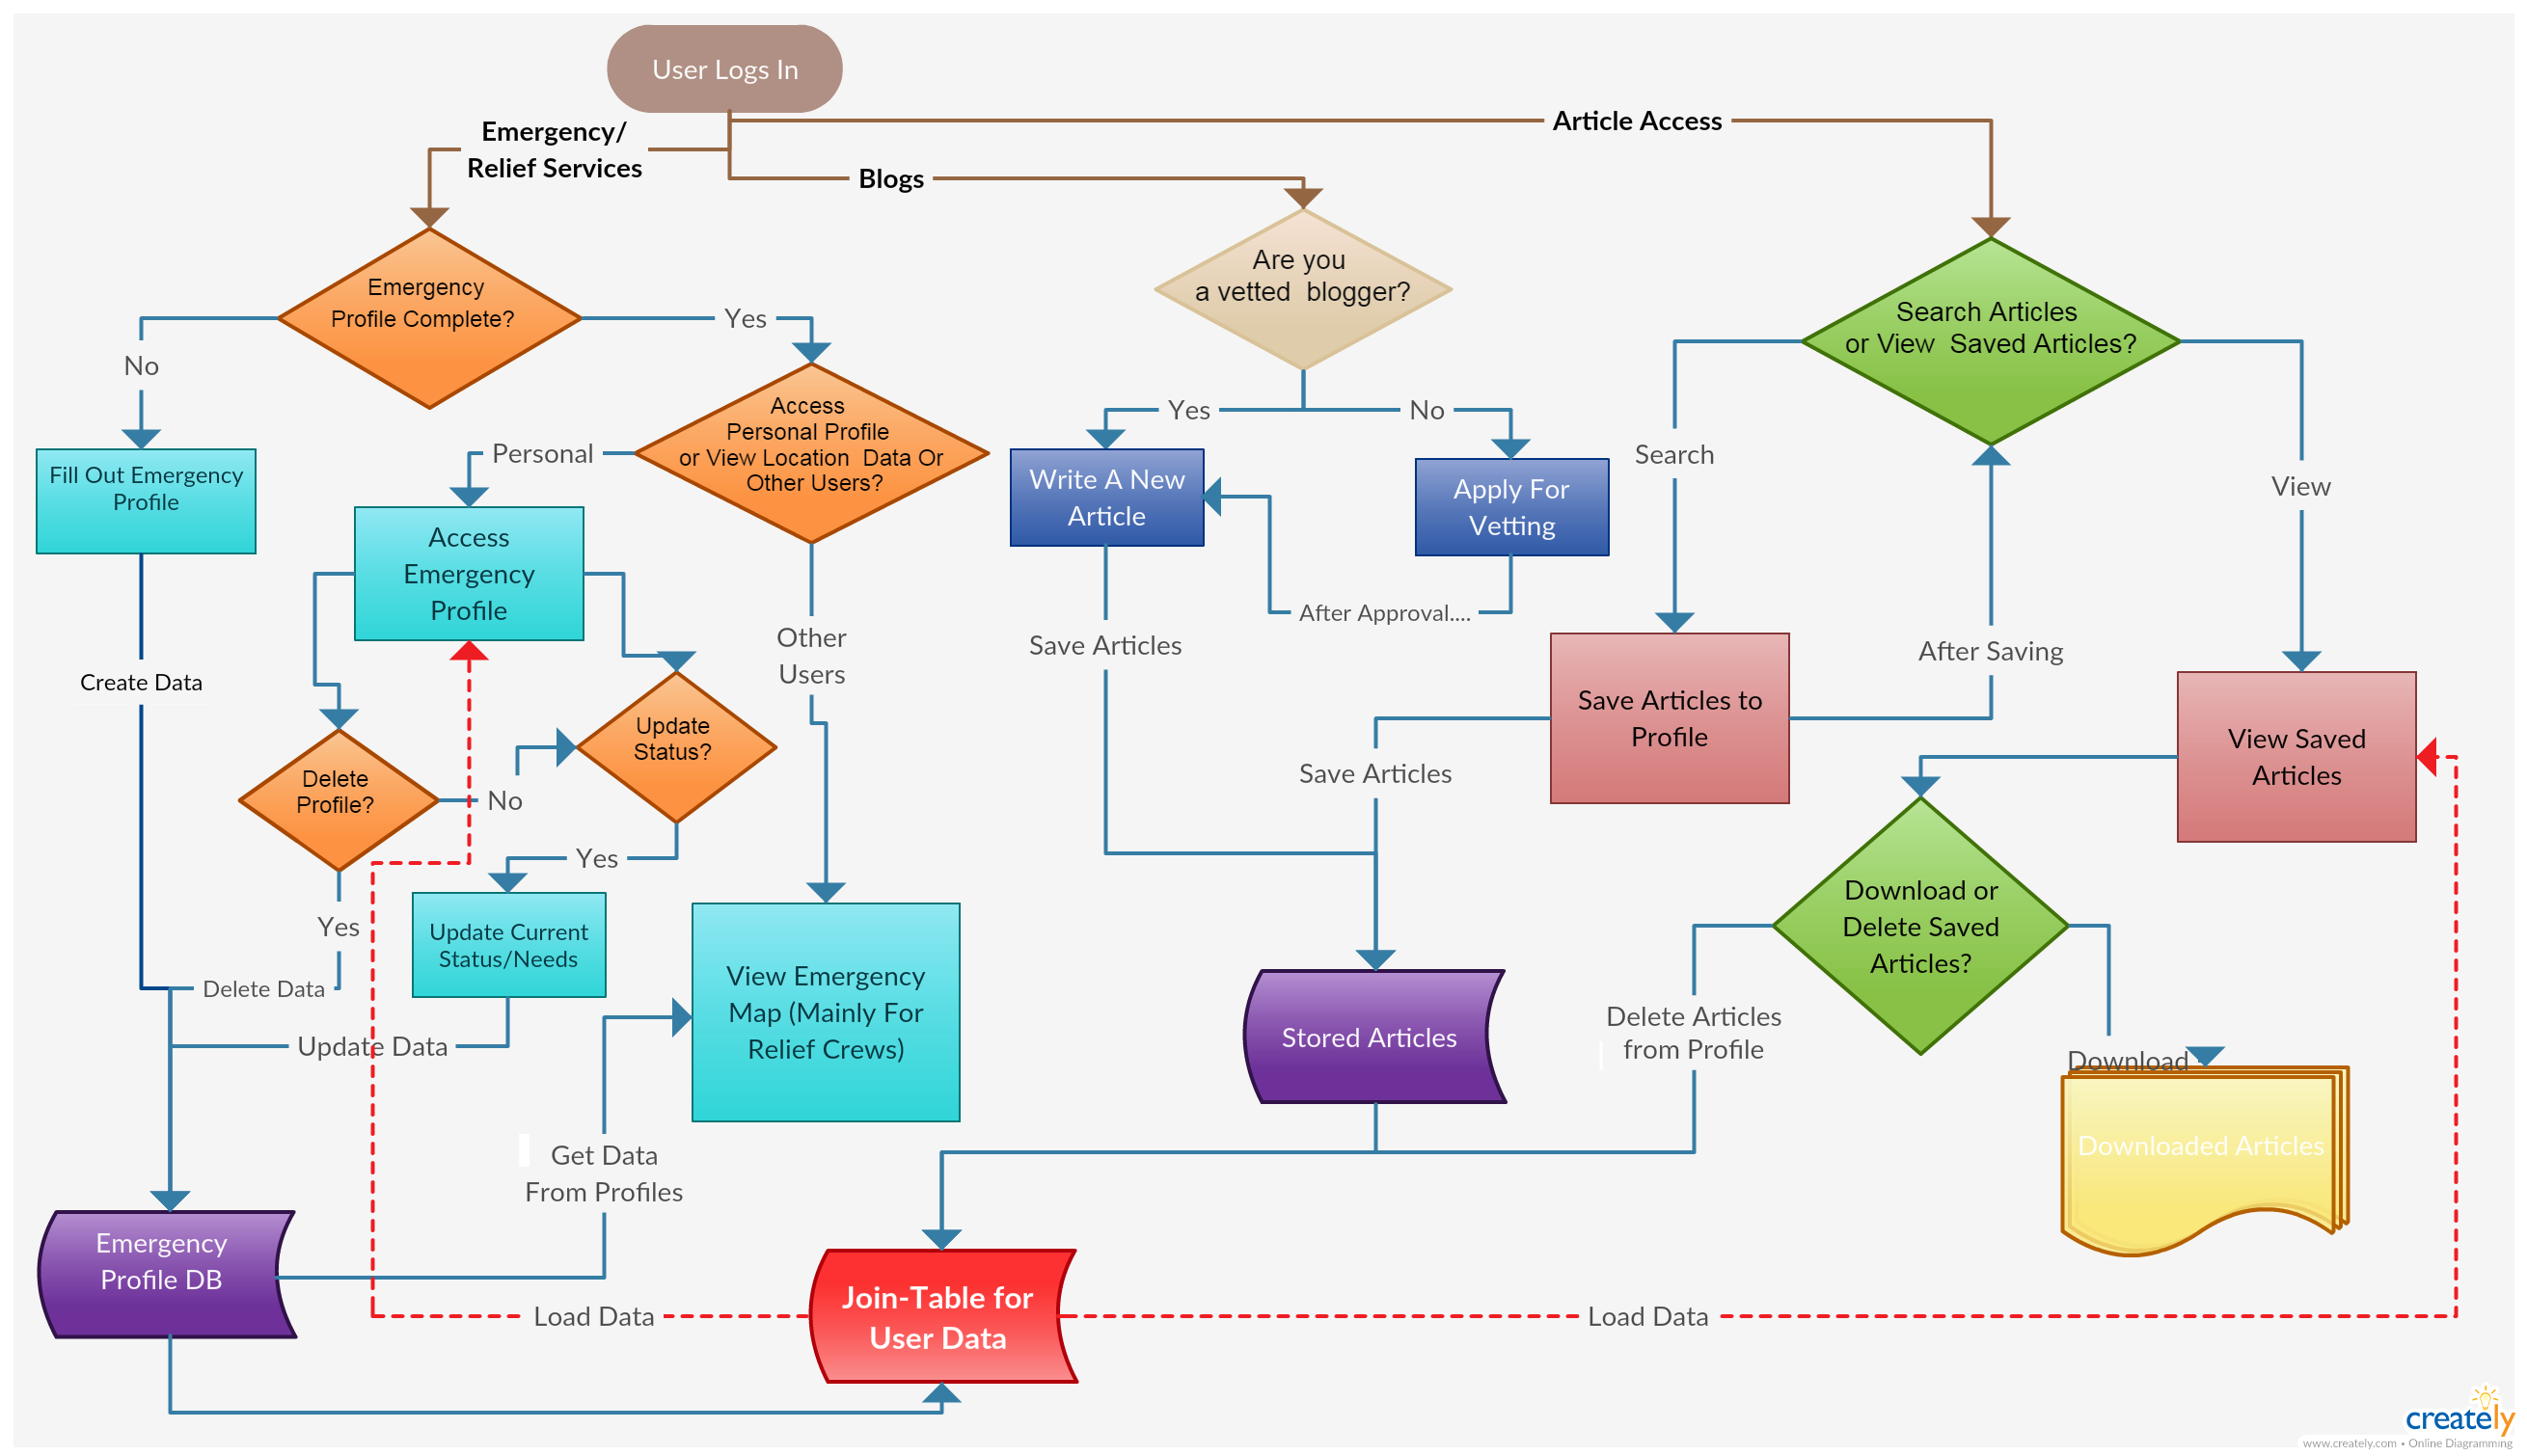 User Logs In
Emergency/
Relief Services
Blogs
Article Access
Emergency
Profile Complete?
No
Yes
Fill Out Emergency
Profile
Create Data
Access
Personal Profile
or View Location  Data Or
Other Users?
Personal
Access
Emergency
Profile
Other
Users
Delete
Profile?
No
Update
Status?
Yes
Yes
Update Current
Status/Needs
Delete Data
Update Data
View Emergency
Map (Mainly For
Relief Crews)
Get Data
From Profiles
Emergency
Profile DB
Load Data
Join-Table for
User Data
Load Data
Are you
a vetted  blogger?
Yes
No
Write A New
Article
Apply For
Vetting
After Approval....
Save Articles
Search Articles
or View  Saved Articles?
Search
View
Save Articles to
Profile
After Saving
Save Articles
View Saved
Articles
Stored Articles
Download or
Delete Saved
Articles?
Delete Articles
from Profile
Download
Downloaded Articles
creately
www.creately.com • Online Diagramming